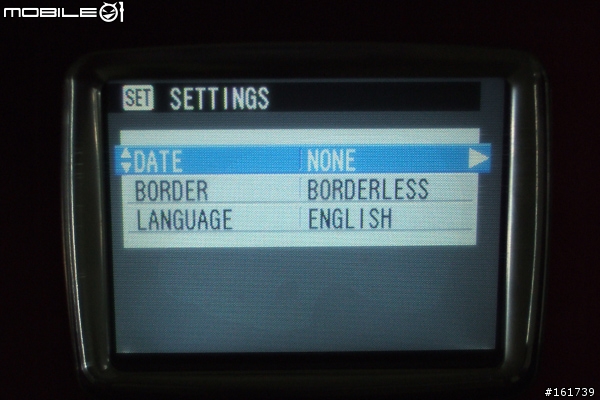 MOBILE01
SET SETTINGS
DATE NONE
BORDER BORDERLESS
LANGUAGE ENGLISH
#161739